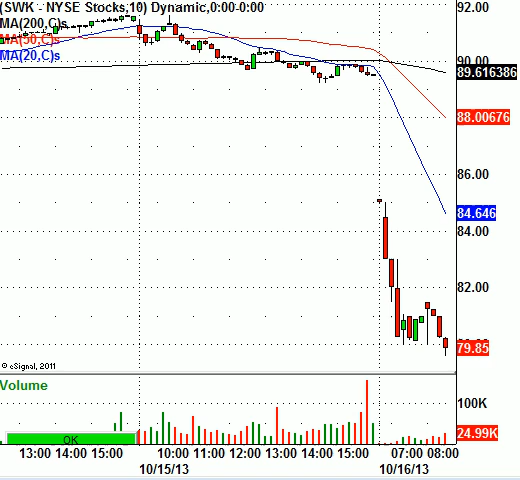 (SWK - NYSE Stocks,10) Dynamic,0:00-0:00
MA(200,C)s
MA(50,C)s
MA(20,C)s
92.00
90.00
89.616386
88.00676
86.00
84.646
84.00
82.00
79.85
© eSignal, 2011
Volume
100K
24.99K
OK
13:00 14:00 15:00 10:00 11:00 12:00 13:00 14:00 15:00 07:00 08:00
10/15/13 10/16/13